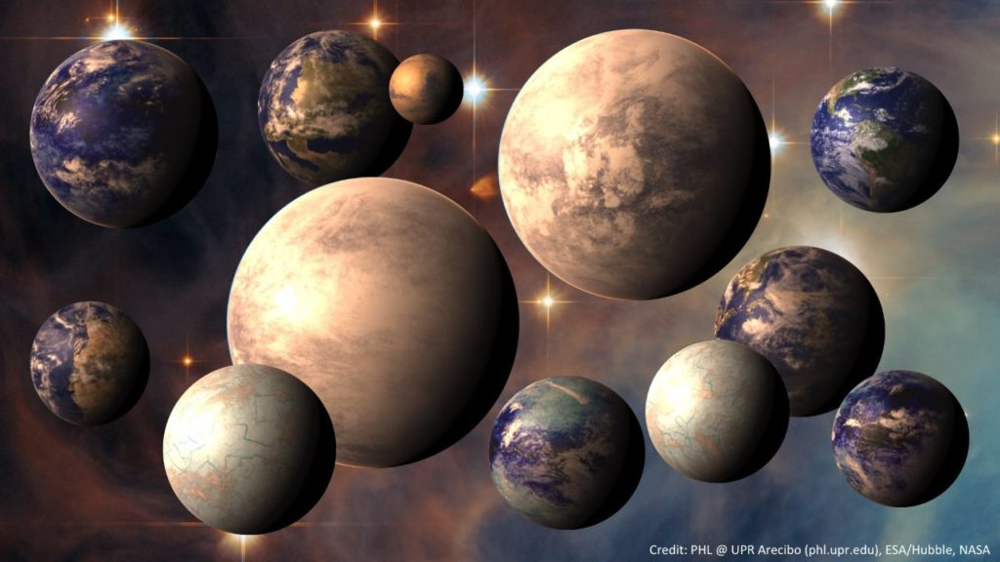 Credit: PHL @ UPR Arecibo (phl.upr.edu), ESA/Hubble, NASA